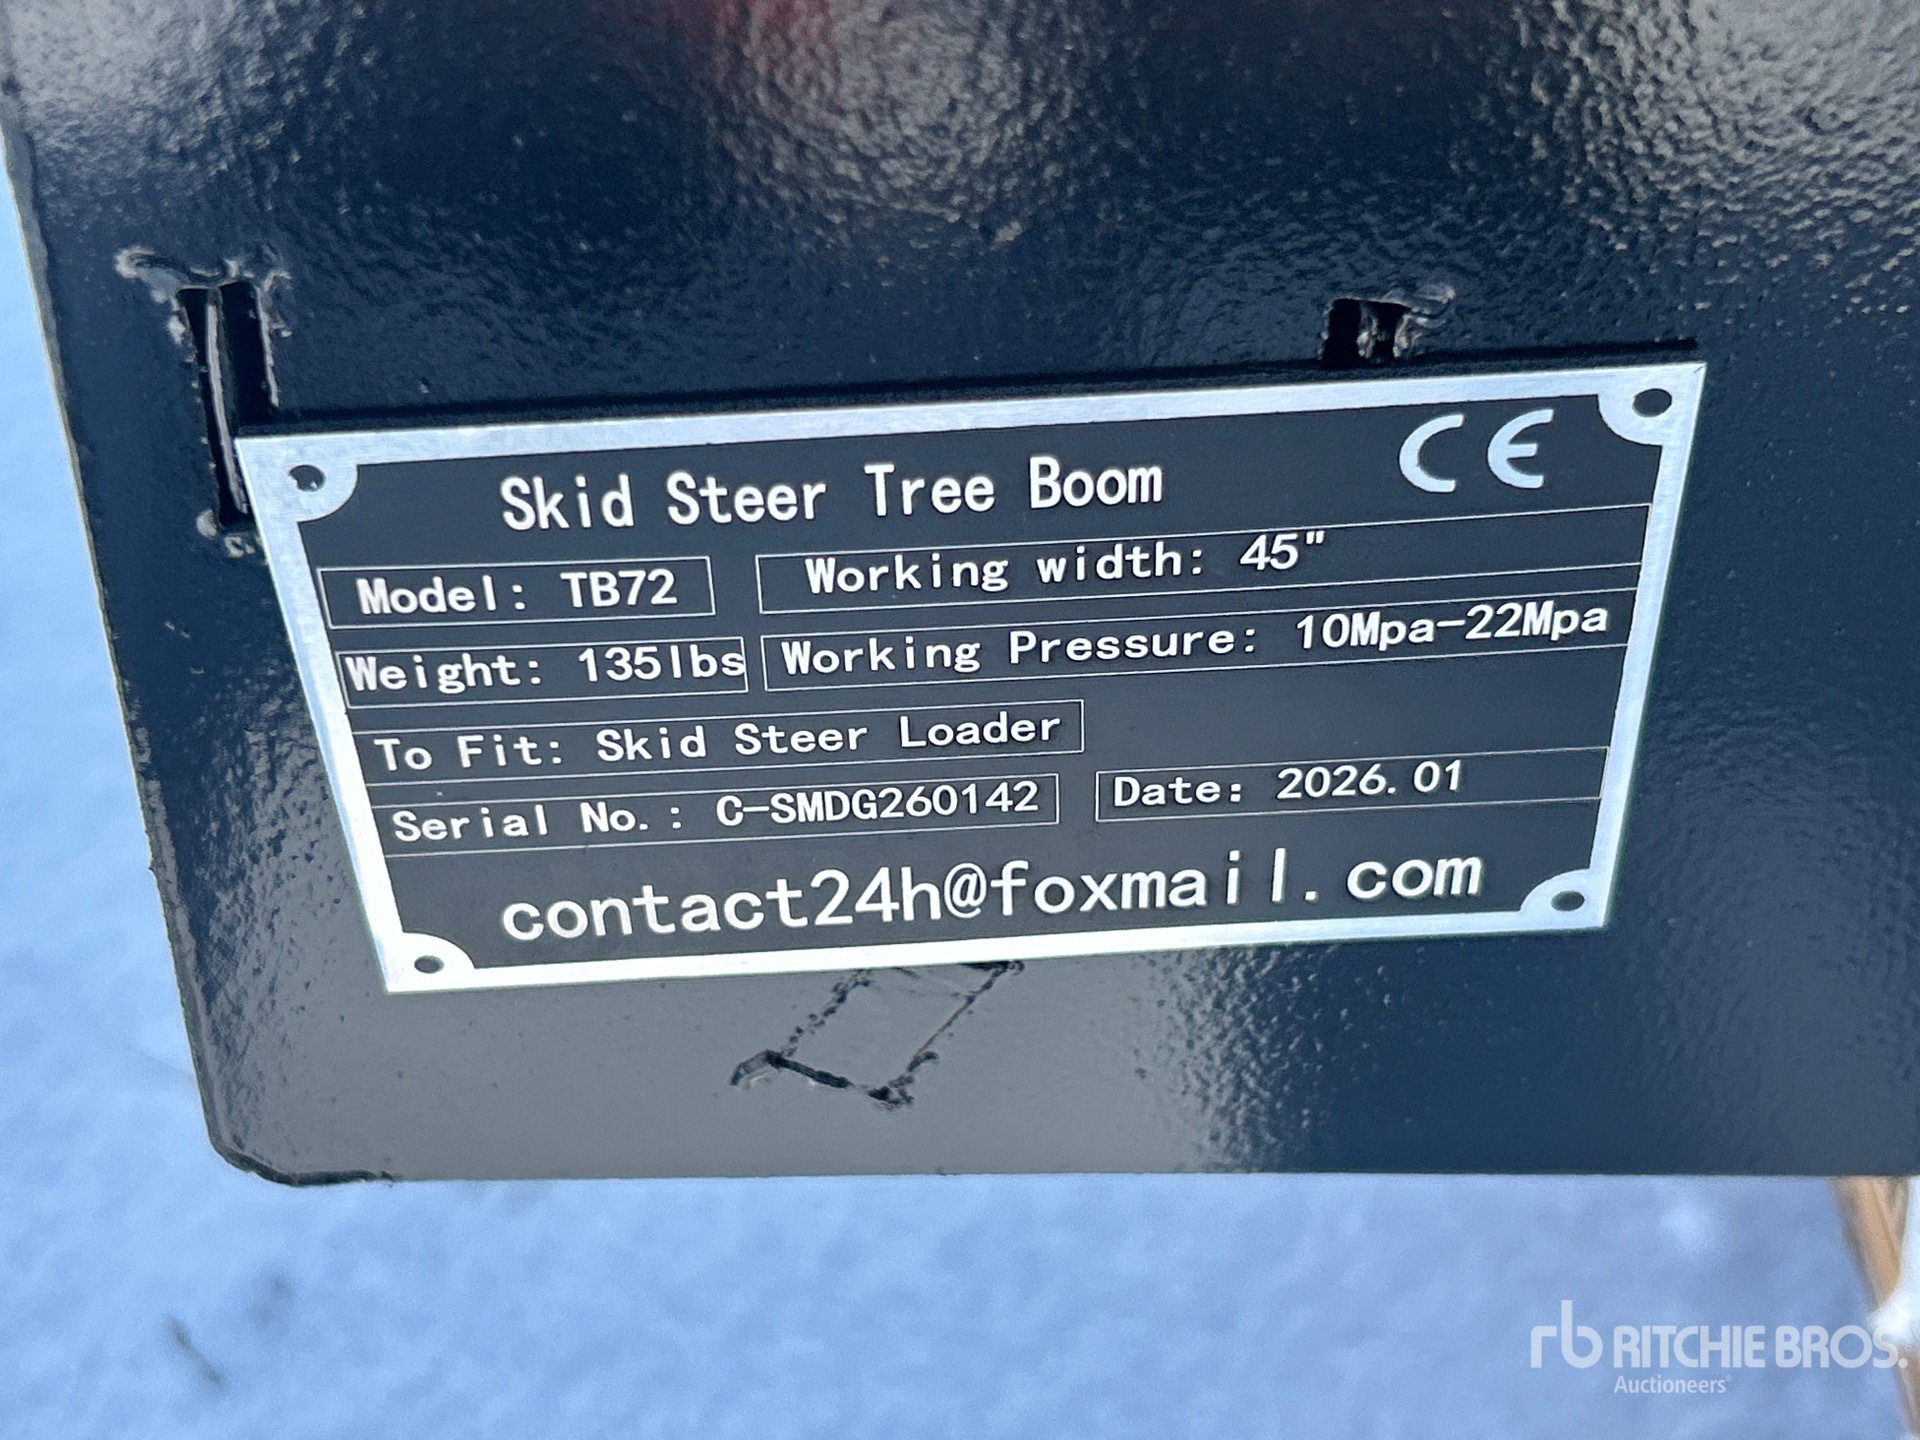 Skid Steer Tree Boom
CE
Model: TB72
Working width: 45"
Weight: 135lbs
Working Pressure: 10Mpa-22Mpa
To Fit: Skid Steer Loader
Serial No.: C-SMDG260142
Date: 2026.01
contact24h@foxmail.com
rb RITCHIE BROS.
Auctioneers